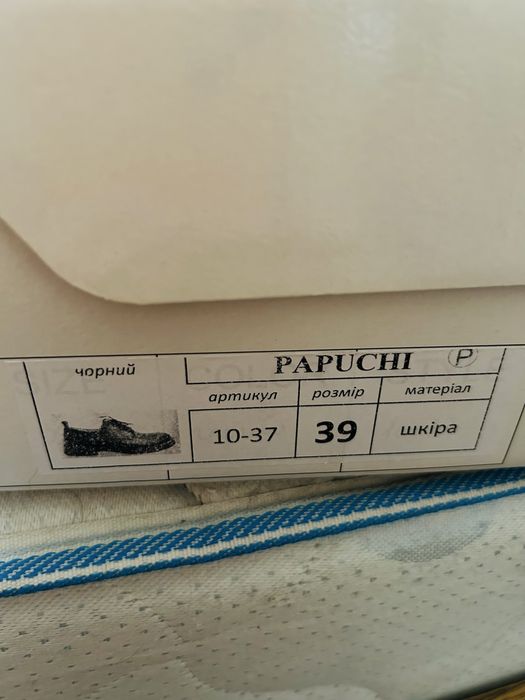 чорний
PAPUCHI P
артикул розмір матеріал
10-37 39 шкіра